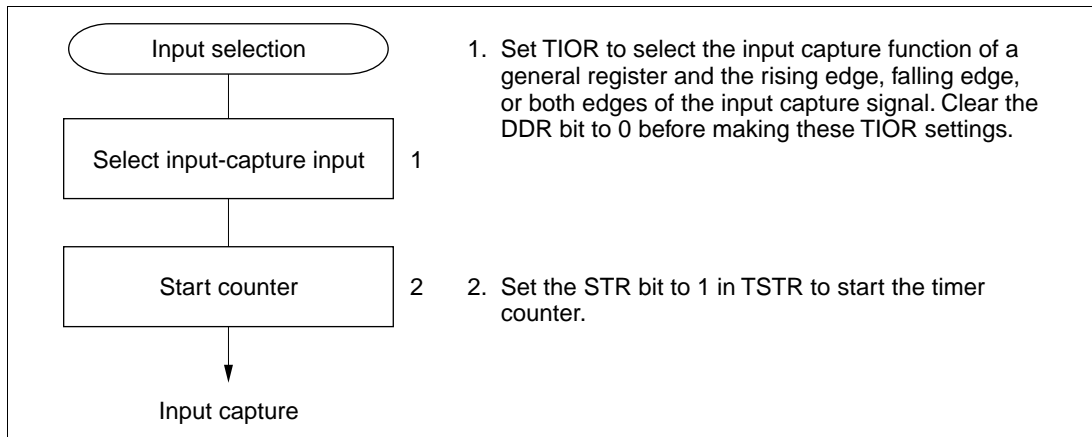 Input selection
1. Set TIOR to select the input capture function of a
general register and the rising edge, falling edge,
or both edges of the input capture signal. Clear the
DDR bit to 0 before making these TIOR settings.
Select input-capture input 1
Start counter 2
2. Set the STR bit to 1 in TSTR to start the timer
counter.
Input capture